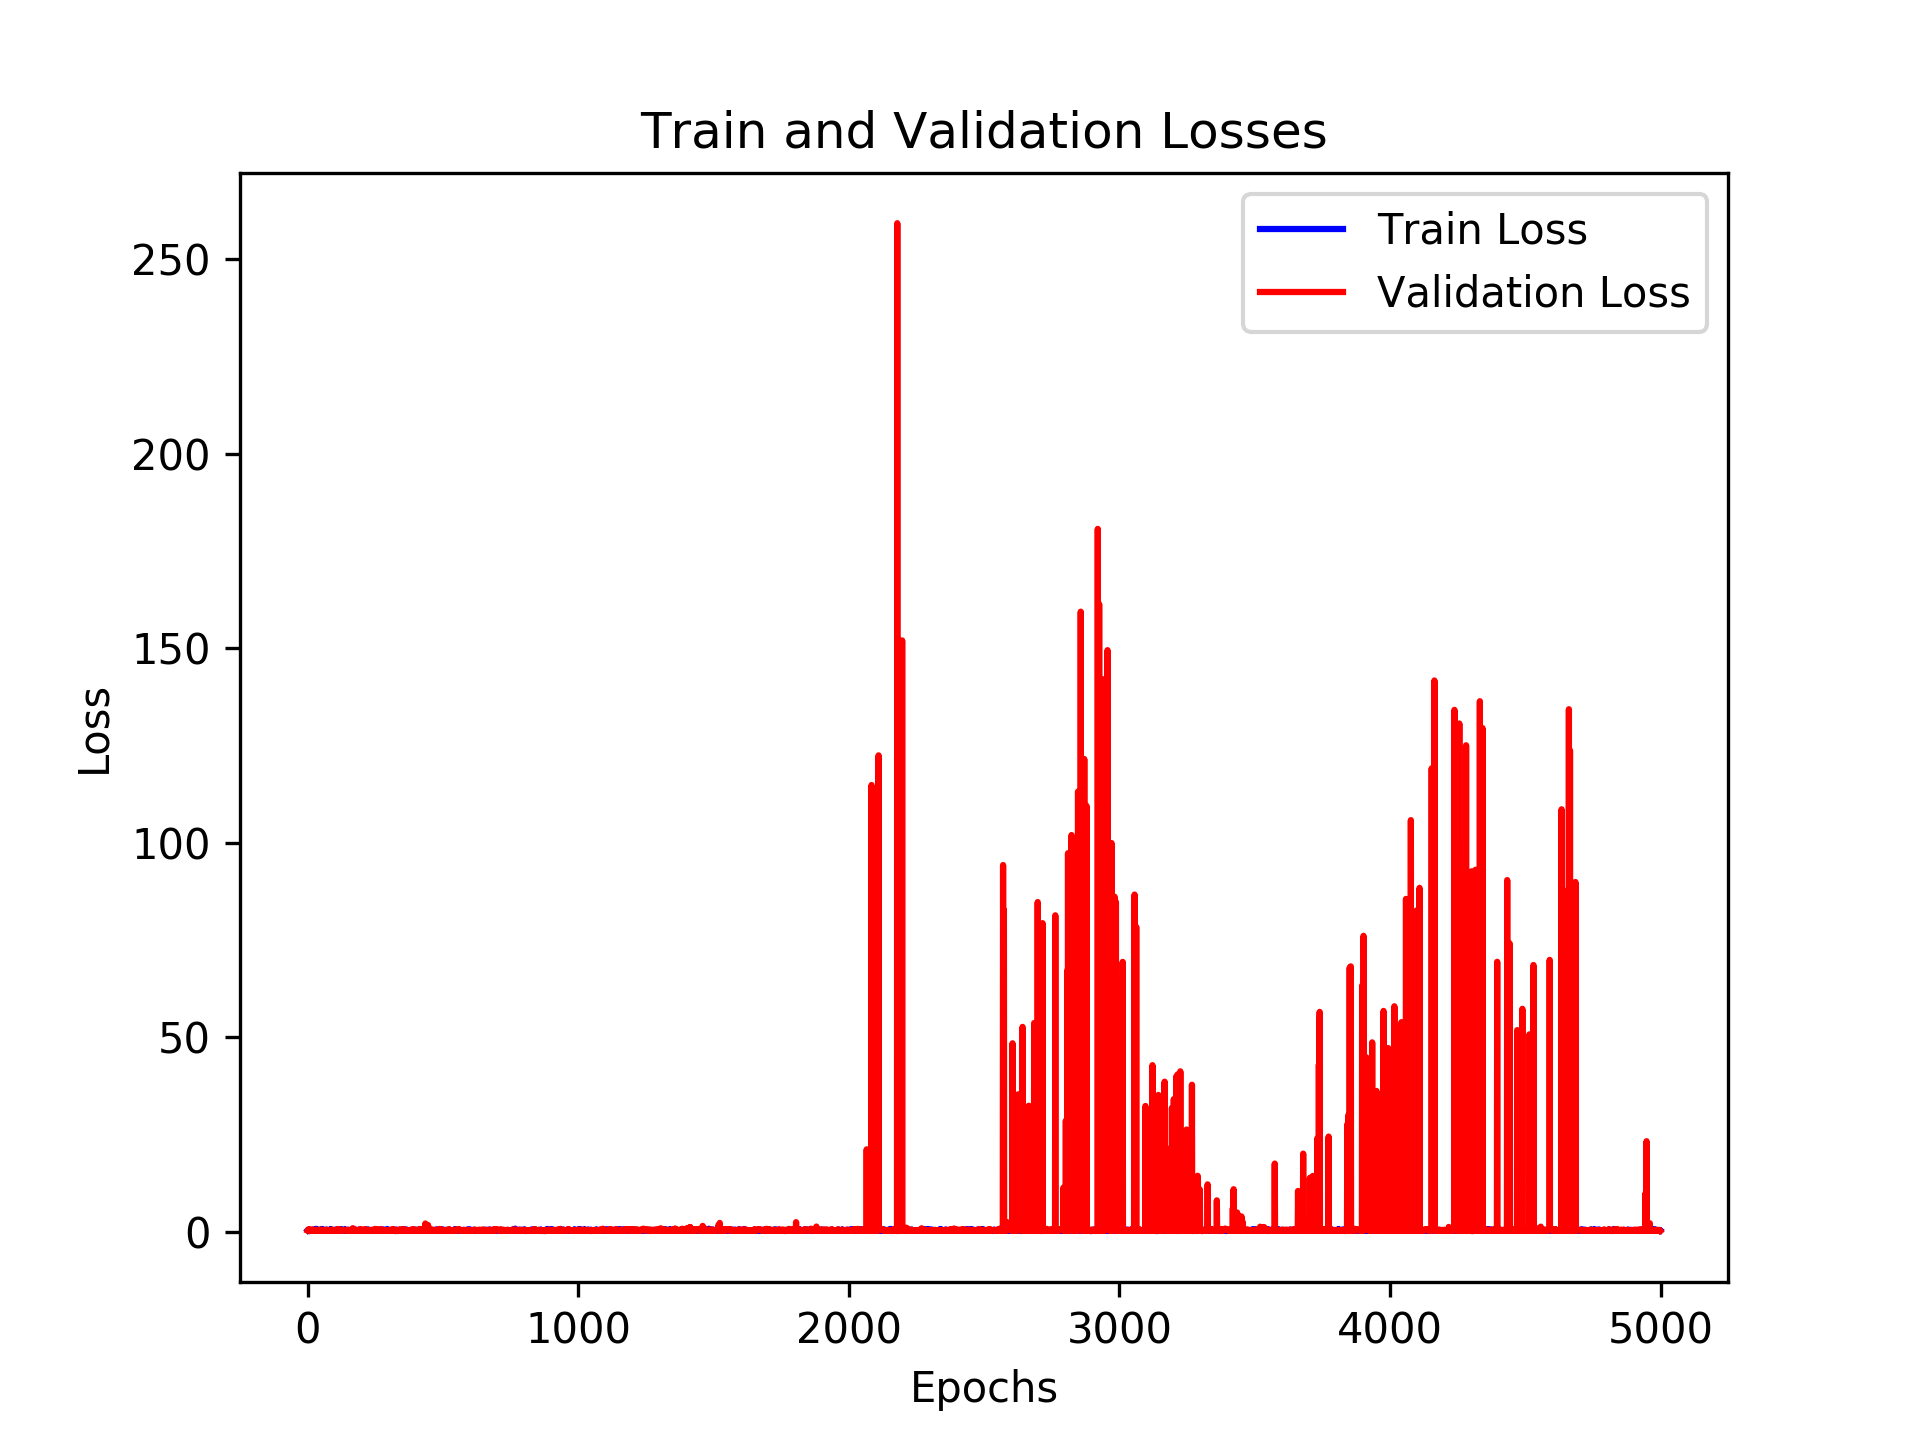 Train and Validation Losses
Train Loss
Validation Loss
250
200
150
100
50
0
Loss
0 1000 2000 3000 4000 5000
Epochs